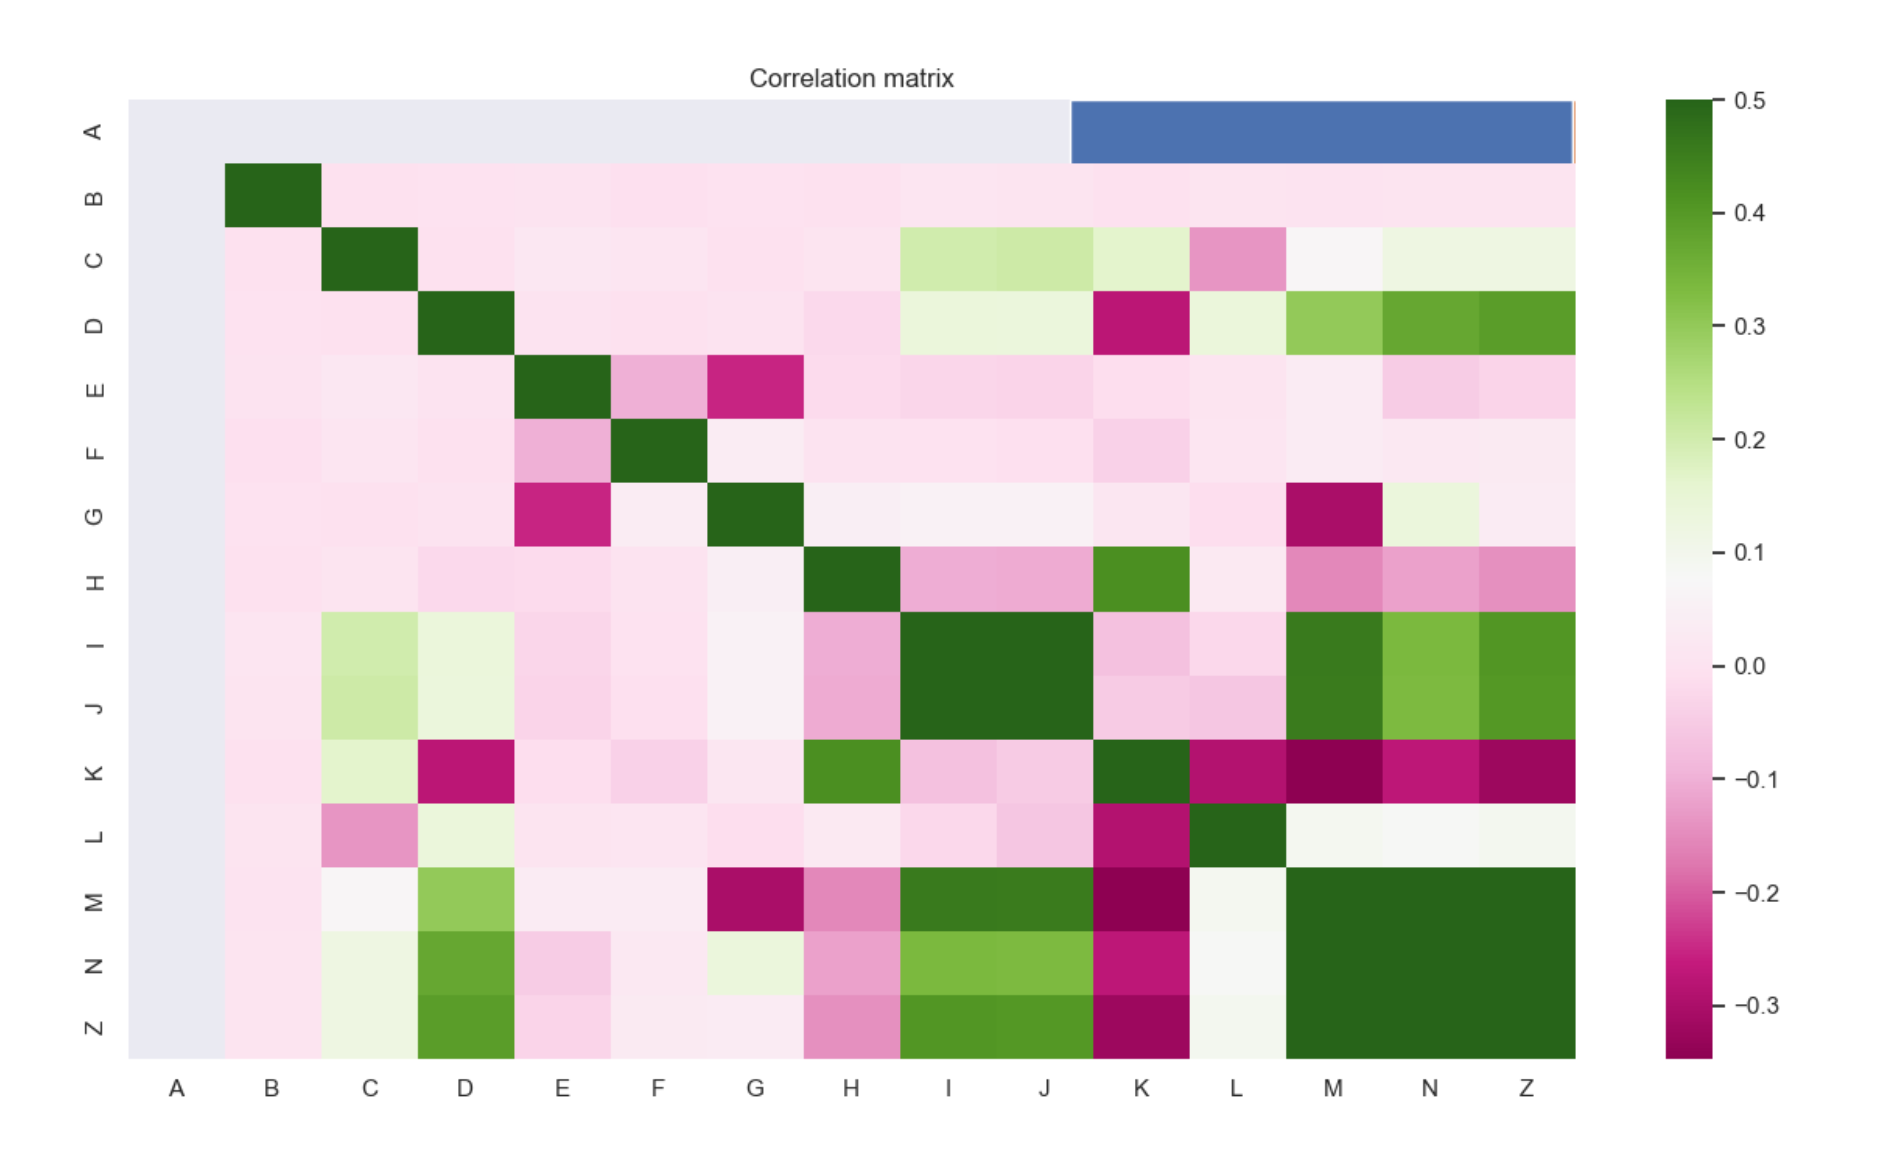 Correlation matrix
A
B
C
D
E
F
G
H
I
J
K
L
M
N
Z
A B C D E F G H I J K L M N Z
0.5
0.4
0.3
0.2
0.1
0.0
−0.1
−0.2
−0.3